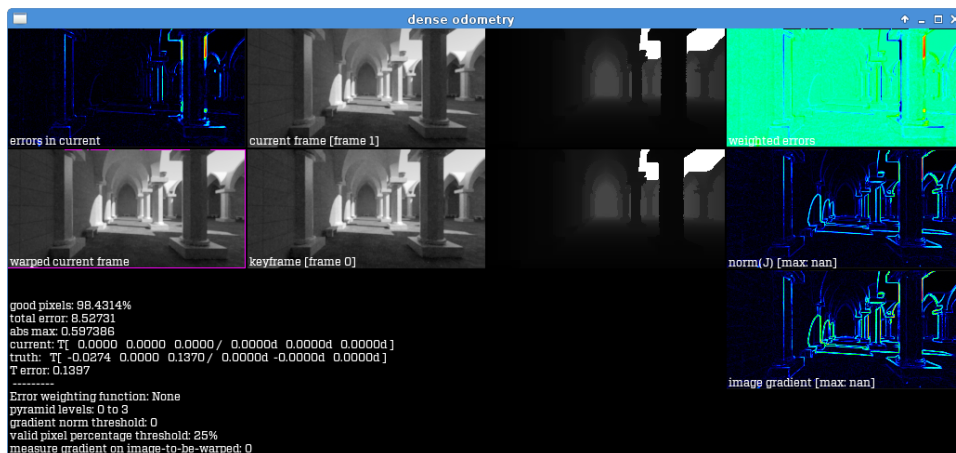 dense odometry
errors in current
current frame [frame 1]
weighted errors
warped current frame
keyframe [frame 0]
norm(J) [max: nan]
image gradient [max: nan]
good pixels: 98.4314%
total error: 8.52731
abs max: 0.597386
current: T[ 0.0000 0.0000 0.0000/ 0.0000d 0.0000d 0.0000d]
truth: T[ -0.0274 0.0000 0.1370/ 0.0000d -0.0000d 0.0000d]
T error: 0.1397
---------
Error weighting function: None
pyramid levels: 0 to 3
gradient norm threshold: 0
valid pixel percentage threshold: 25%
measure gradient on image-to-be-warped: 0